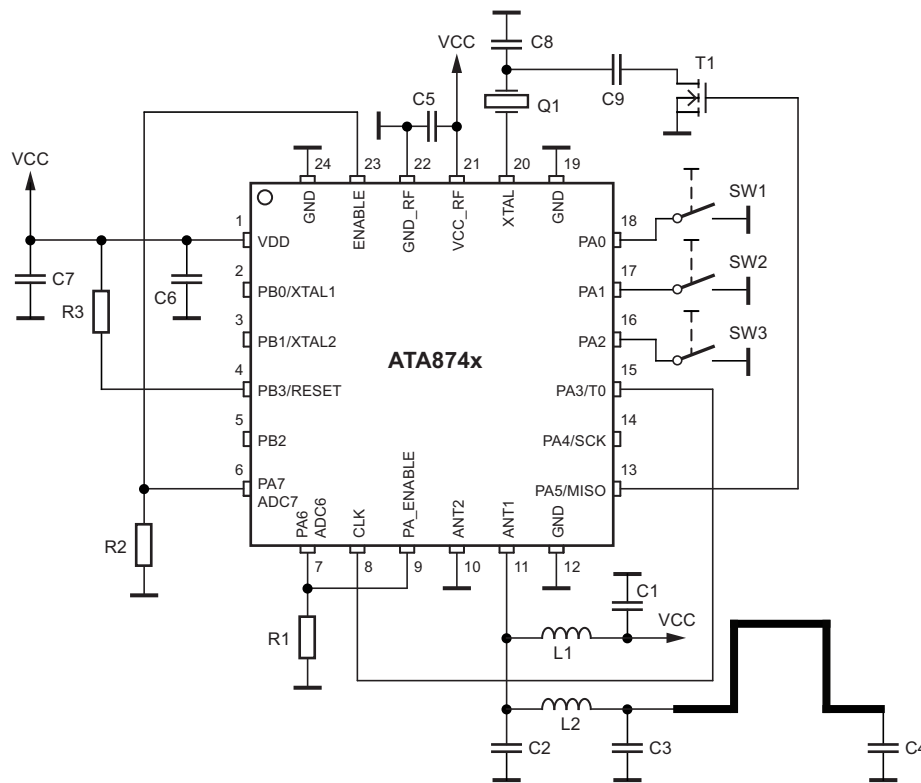 C8
VCC
T1
C5
Q1
C9
VCC
24
23
22
21
20
19
GND
ENABLE
GND_RF
VCC_RF
XTAL
GND
SW1
1
VDD
18
PA0
C7
C6
R3
2
PB0/XTAL1
17
PA1
SW2
3
PB1/XTAL2
16
PA2
SW3
ATA874x
4
PB3/RESET
15
PA3/T0
5
PB2
14
PA4/SCK
6
PA7
ADC7
13
PA5/MISO
R2
PA6
ADC6
CLK
PA_ENABLE
ANT2
ANT1
GND
7
8
9
10
11
12
R1
C1
VCC
L1
L2
C2
C3
C4